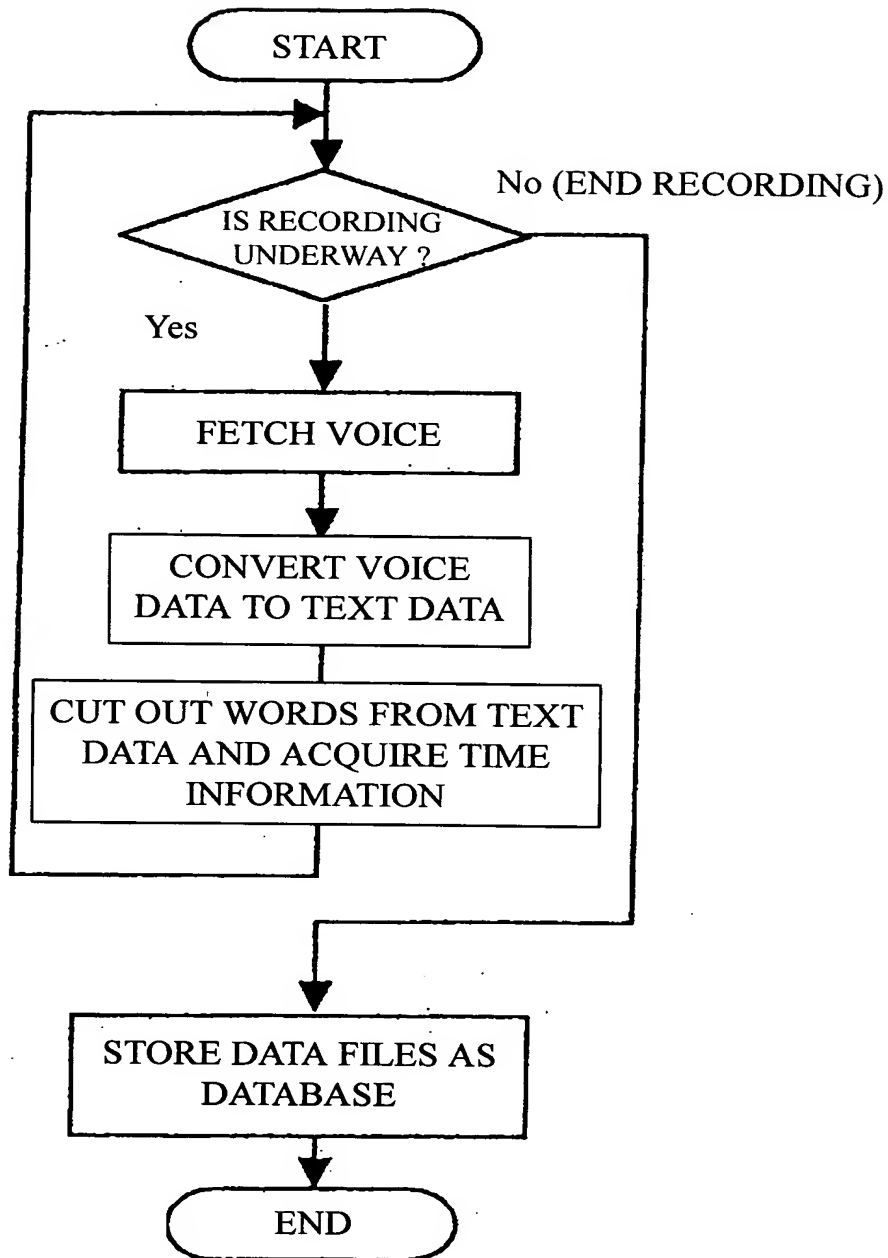 START
No (END RECORDING)
IS RECORDING
UNDERWAY ?
Yes
FETCH VOICE
CONVERT VOICE
DATA TO TEXT DATA
CUT OUT WORDS FROM TEXT
DATA AND ACQUIRE TIME
INFORMATION
STORE DATA FILES AS
DATABASE
END